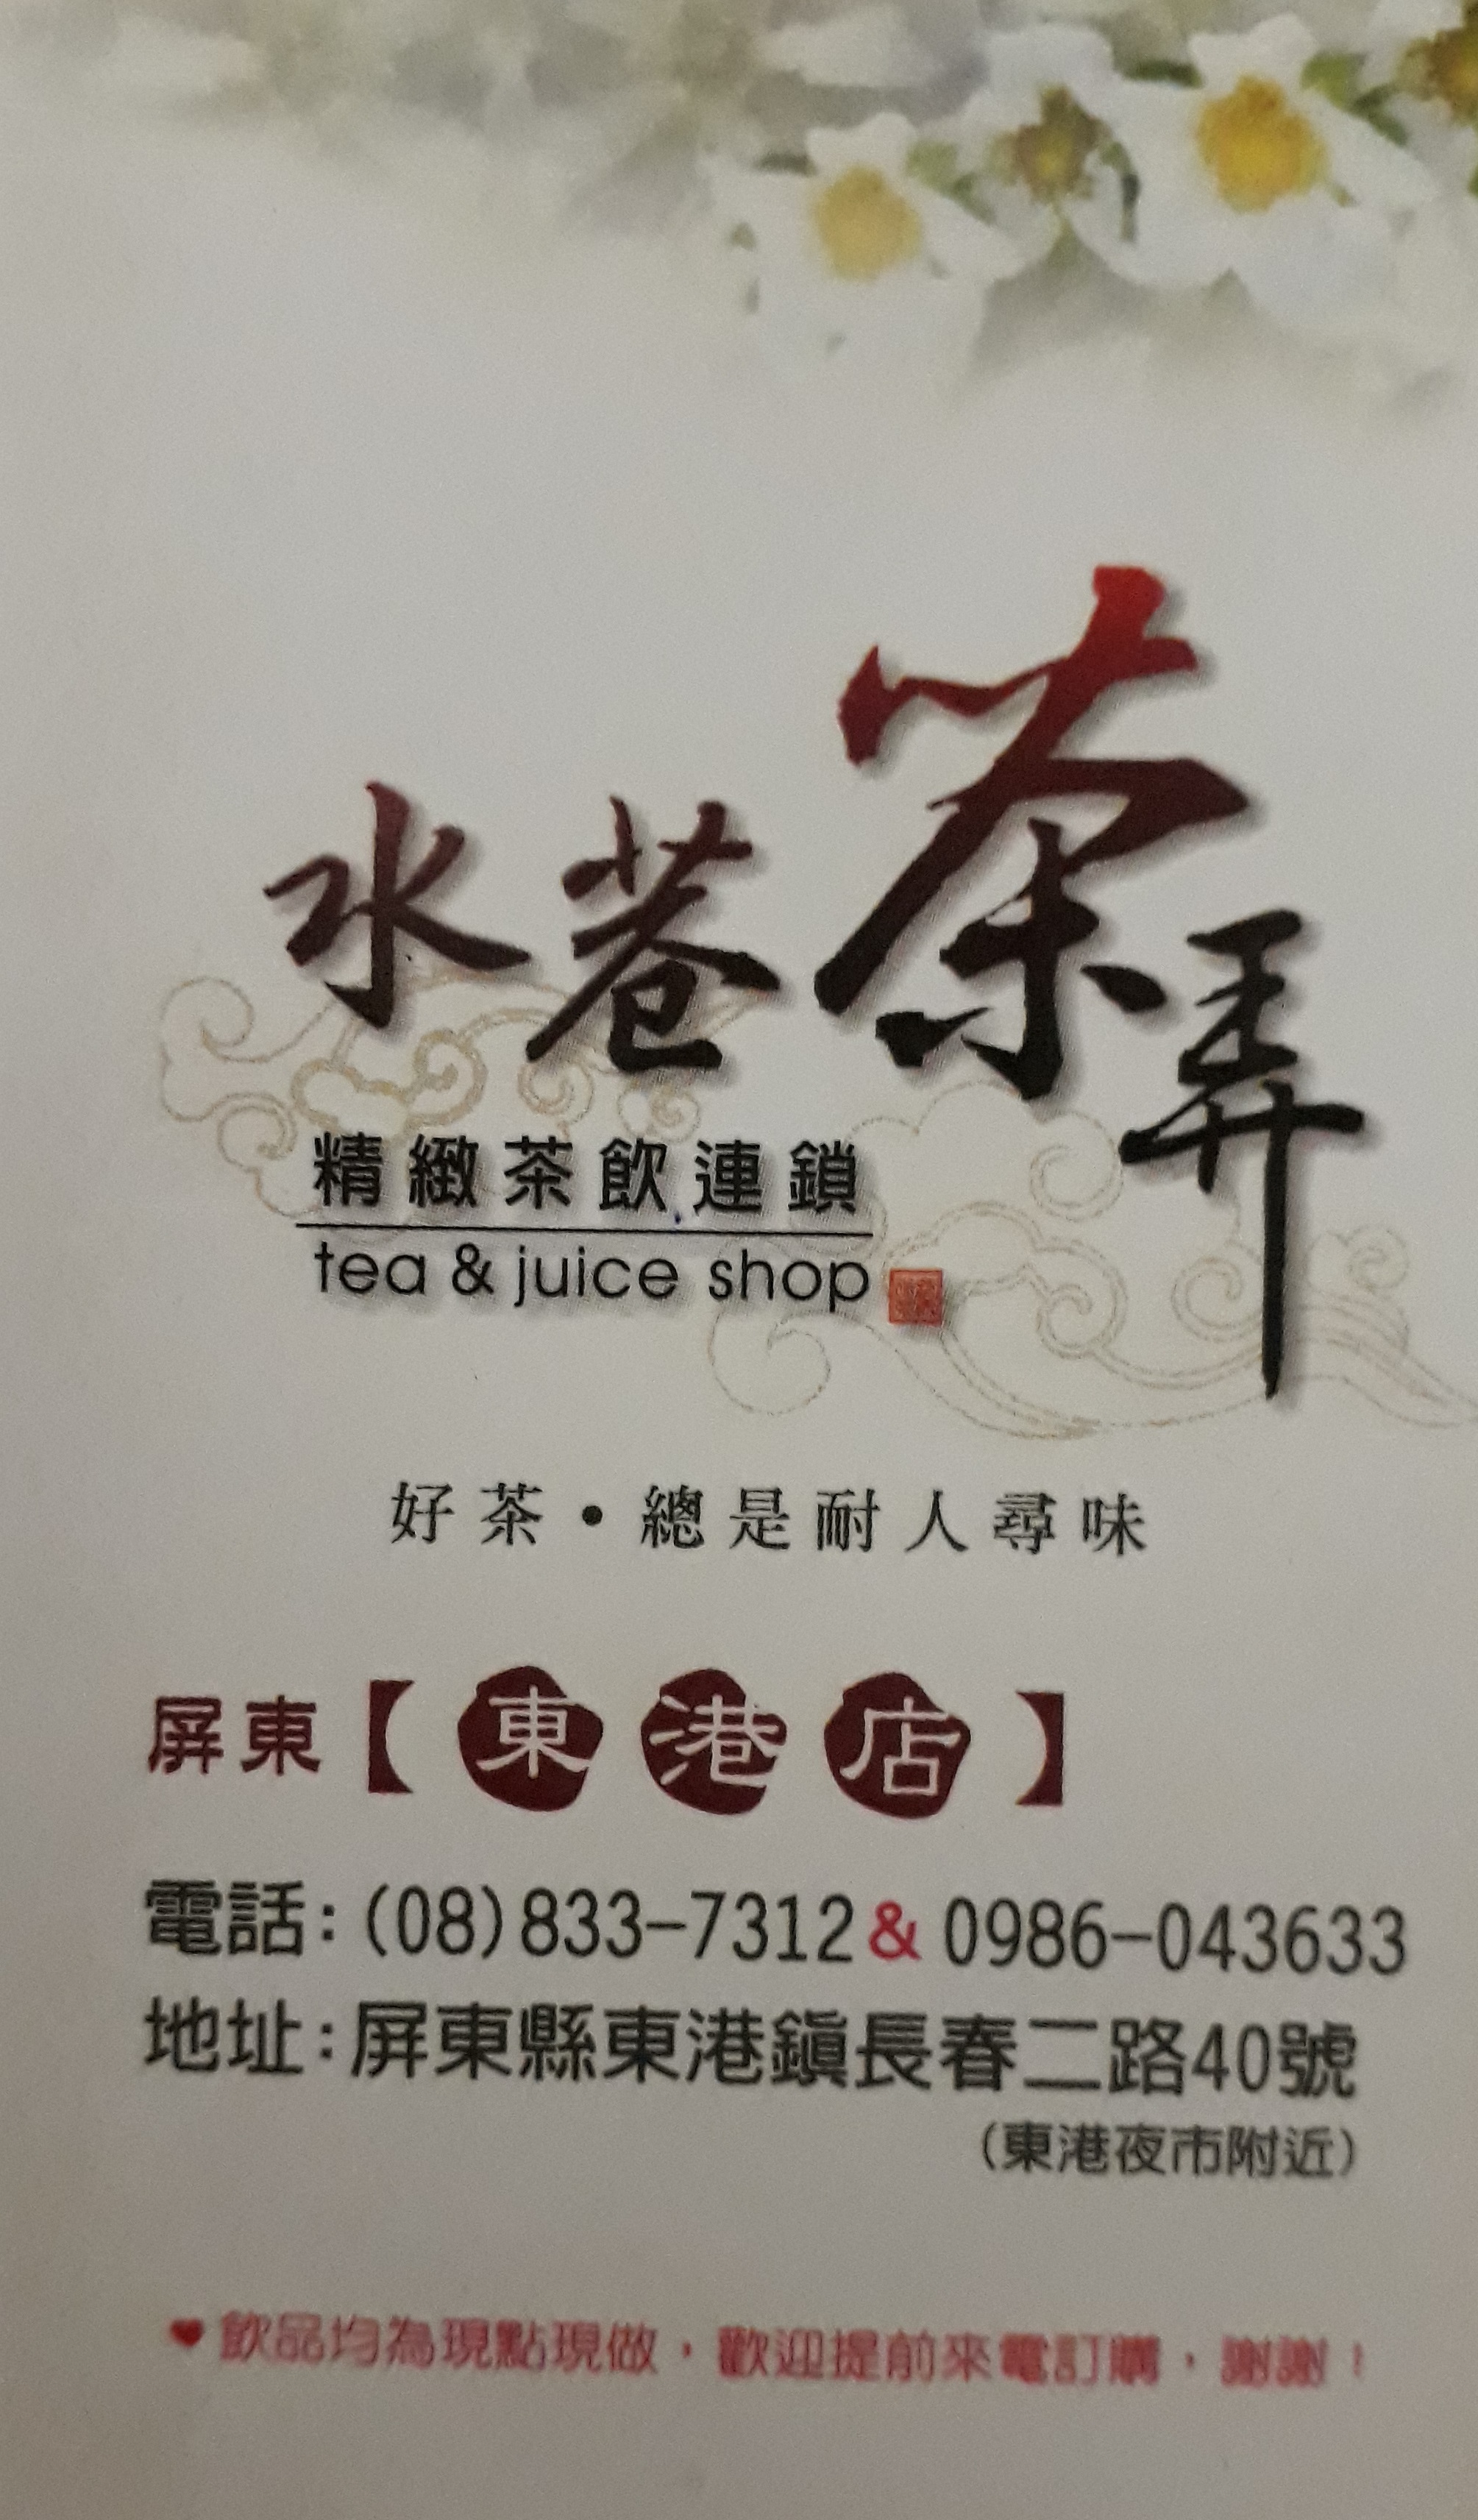 水巷茶弄
精緻茶飲連鎖
tea & juice shop
好茶•總是耐人尋味
屏東【東港店】
電話：(08)833-7312 & 0986-043633
地址：屏東縣東港鎮長春二路40號
(東港夜市附近)
♥飲品均為現點現做．歡迎提前來電訂購．謝謝！